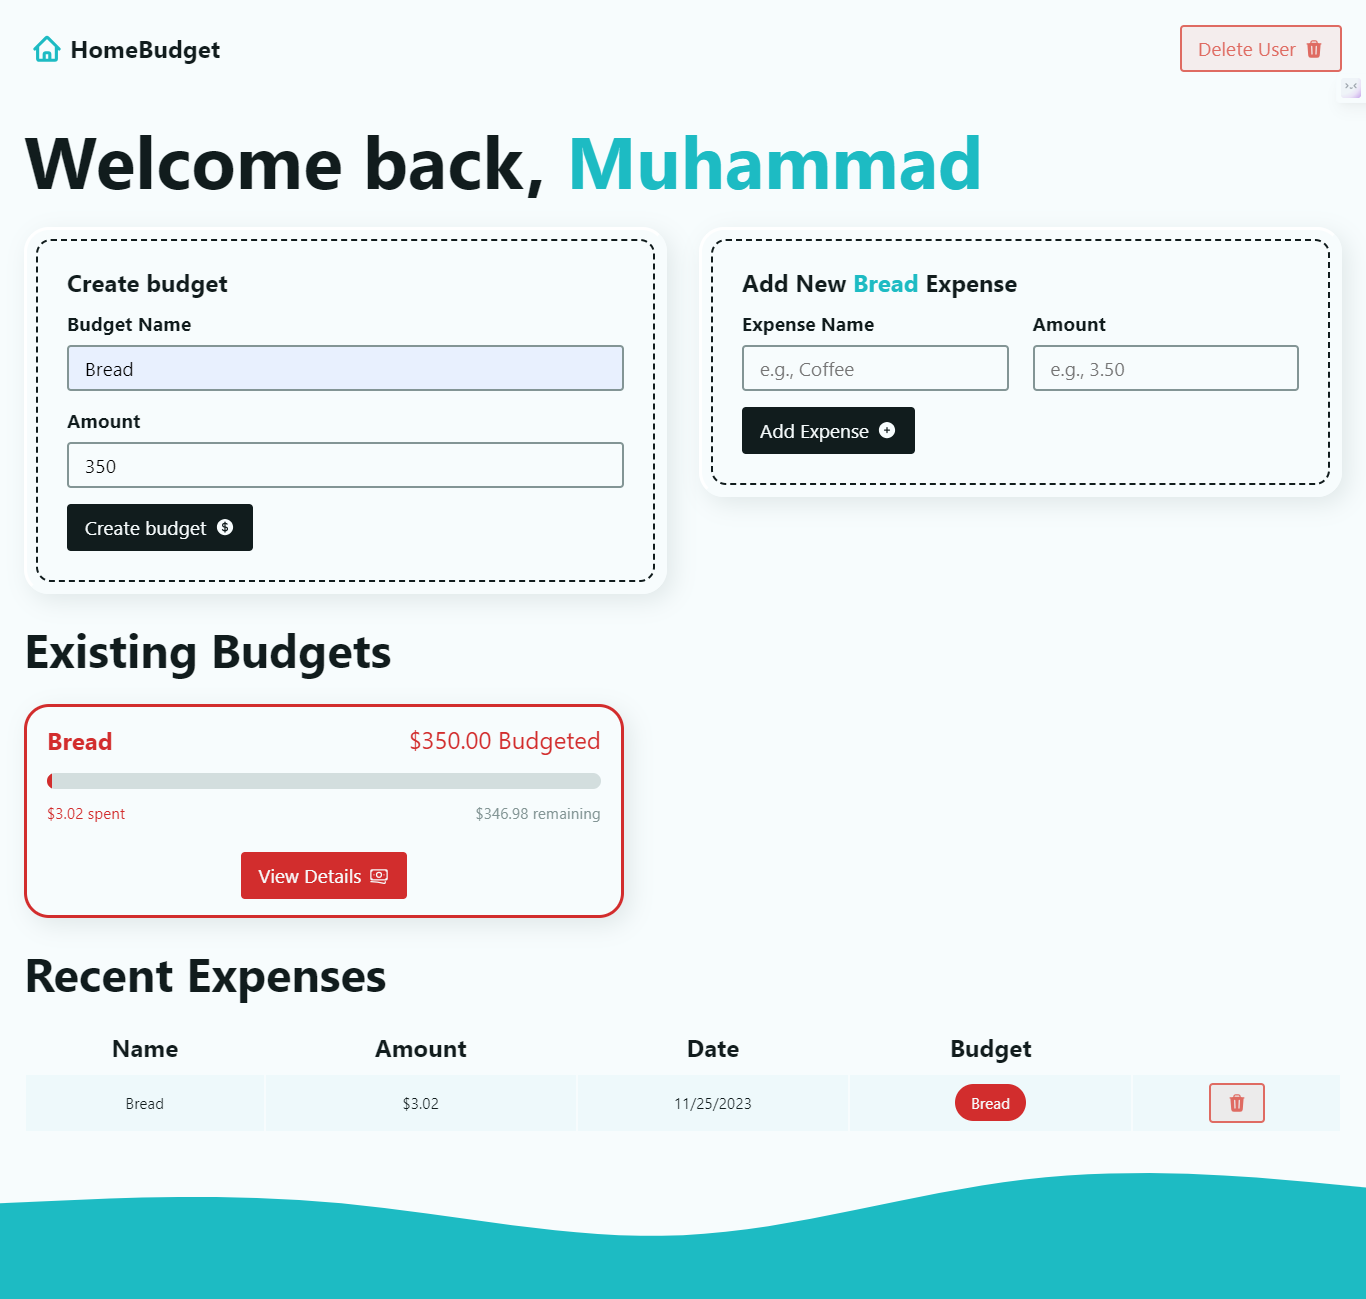 HomeBudget
Delete User
Welcome back, Muhammad
Create budget
Budget Name
Bread
Amount
350
Create budget $
Add New Bread Expense
Expense Name Amount
e.g., Coffee e.g., 3.50
Add Expense
Existing Budgets
Bread $350.00 Budgeted
$3.02 spent $346.98 remaining
View Details
Recent Expenses
Name Amount Date Budget
Bread $3.02 11/25/2023 Bread